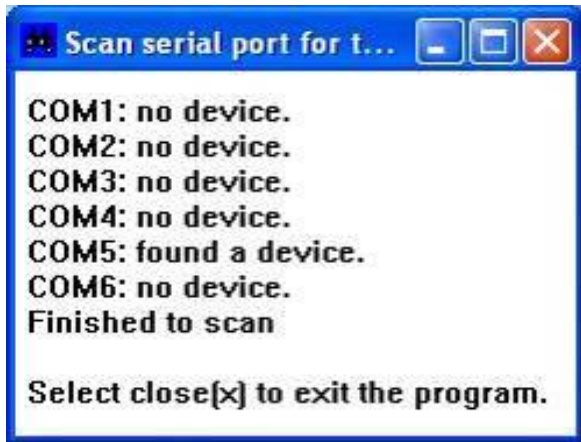 Scan serial port for t...
COM1: no device.
COM2: no device.
COM3: no device.
COM4: no device.
COM5: found a device.
COM6: no device.
Finished to scan
Select close(x) to exit the program.